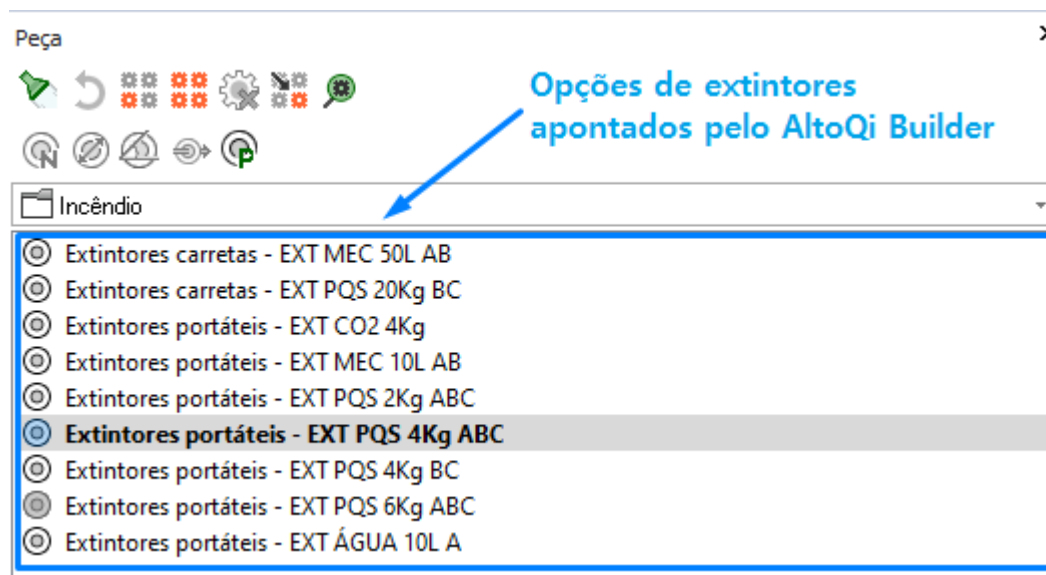 Peça
Opções de extintores
apontados pelo AltoQi Builder
Incêndio
Extintores carretas - EXT MEC 50L AB
Extintores carretas - EXT PQS 20Kg BC
Extintores portáteis - EXT CO2 4Kg
Extintores portáteis - EXT MEC 10L AB
Extintores portáteis - EXT PQS 2Kg ABC
Extintores portáteis - EXT PQS 4Kg ABC
Extintores portáteis - EXT PQS 4Kg BC
Extintores portáteis - EXT PQS 6Kg ABC
Extintores portáteis - EXT ÁGUA 10L A